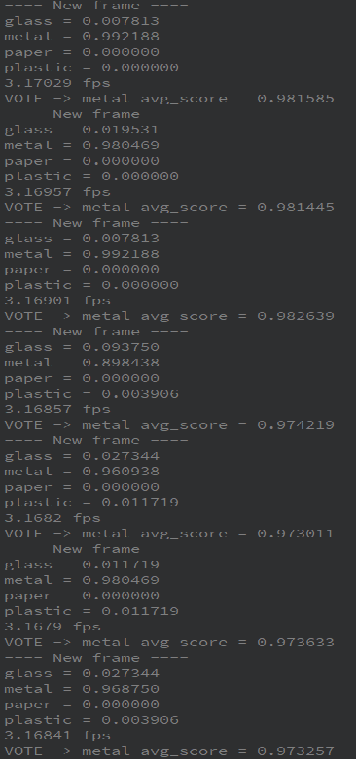 ---- New frame ----
glass = 0.007813
metal = 0.992188
paper = 0.000000
plastic = 0.000000
3.17029 fps
VOTE -> metal avg_score = 0.981585
---- New frame ----
glass = 0.019531
metal = 0.980469
paper = 0.000000
plastic = 0.000000
3.16957 fps
VOTE -> metal avg_score = 0.981445
---- New frame ----
glass = 0.007813
metal = 0.992188
paper = 0.000000
plastic = 0.000000
3.16901 fps
VOTE -> metal avg_score = 0.982639
---- New frame ----
glass = 0.093750
metal = 0.898438
paper = 0.000000
plastic = 0.003906
3.16857 fps
VOTE -> metal avg_score = 0.974219
---- New frame ----
glass = 0.027344
metal = 0.960938
paper = 0.000000
plastic = 0.011719
3.1682 fps
VOTE -> metal avg_score = 0.973011
---- New frame ----
glass = 0.011719
metal = 0.980469
paper = 0.000000
plastic = 0.011719
3.1679 fps
VOTE -> metal avg_score = 0.973633
---- New frame ----
glass = 0.027344
metal = 0.968750
paper = 0.000000
plastic = 0.003906
3.16841 fps
VOTE -> metal avg_score = 0.973257